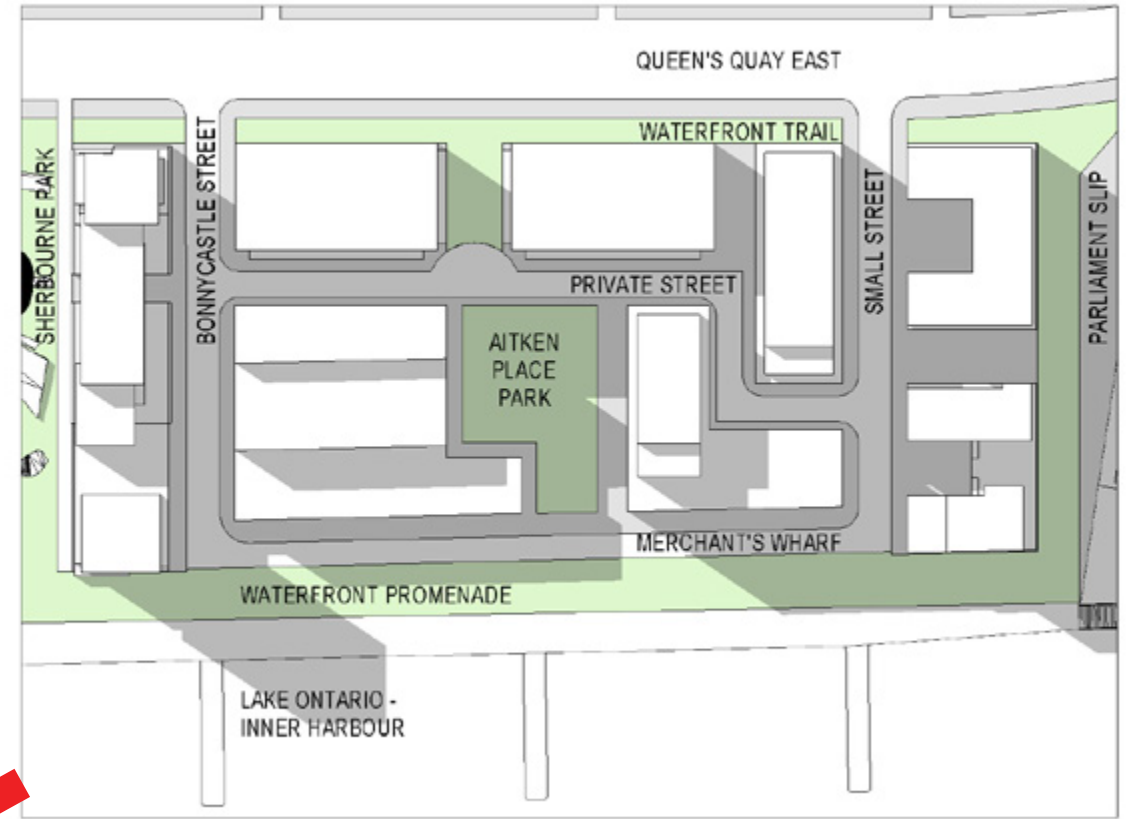 QUEEN'S QUAY EAST
WATERFRONT TRAIL
SHERBOURNE PARK
BONNYCASTLE STREET
SMALL STREET
PARLIAMENT SLIP
PRIVATE STREET
AITKEN
PLACE
PARK
MERCHANT'S WHARF
WATERFRONT PROMENADE
LAKE ONTARIO -
INNER HARBOUR